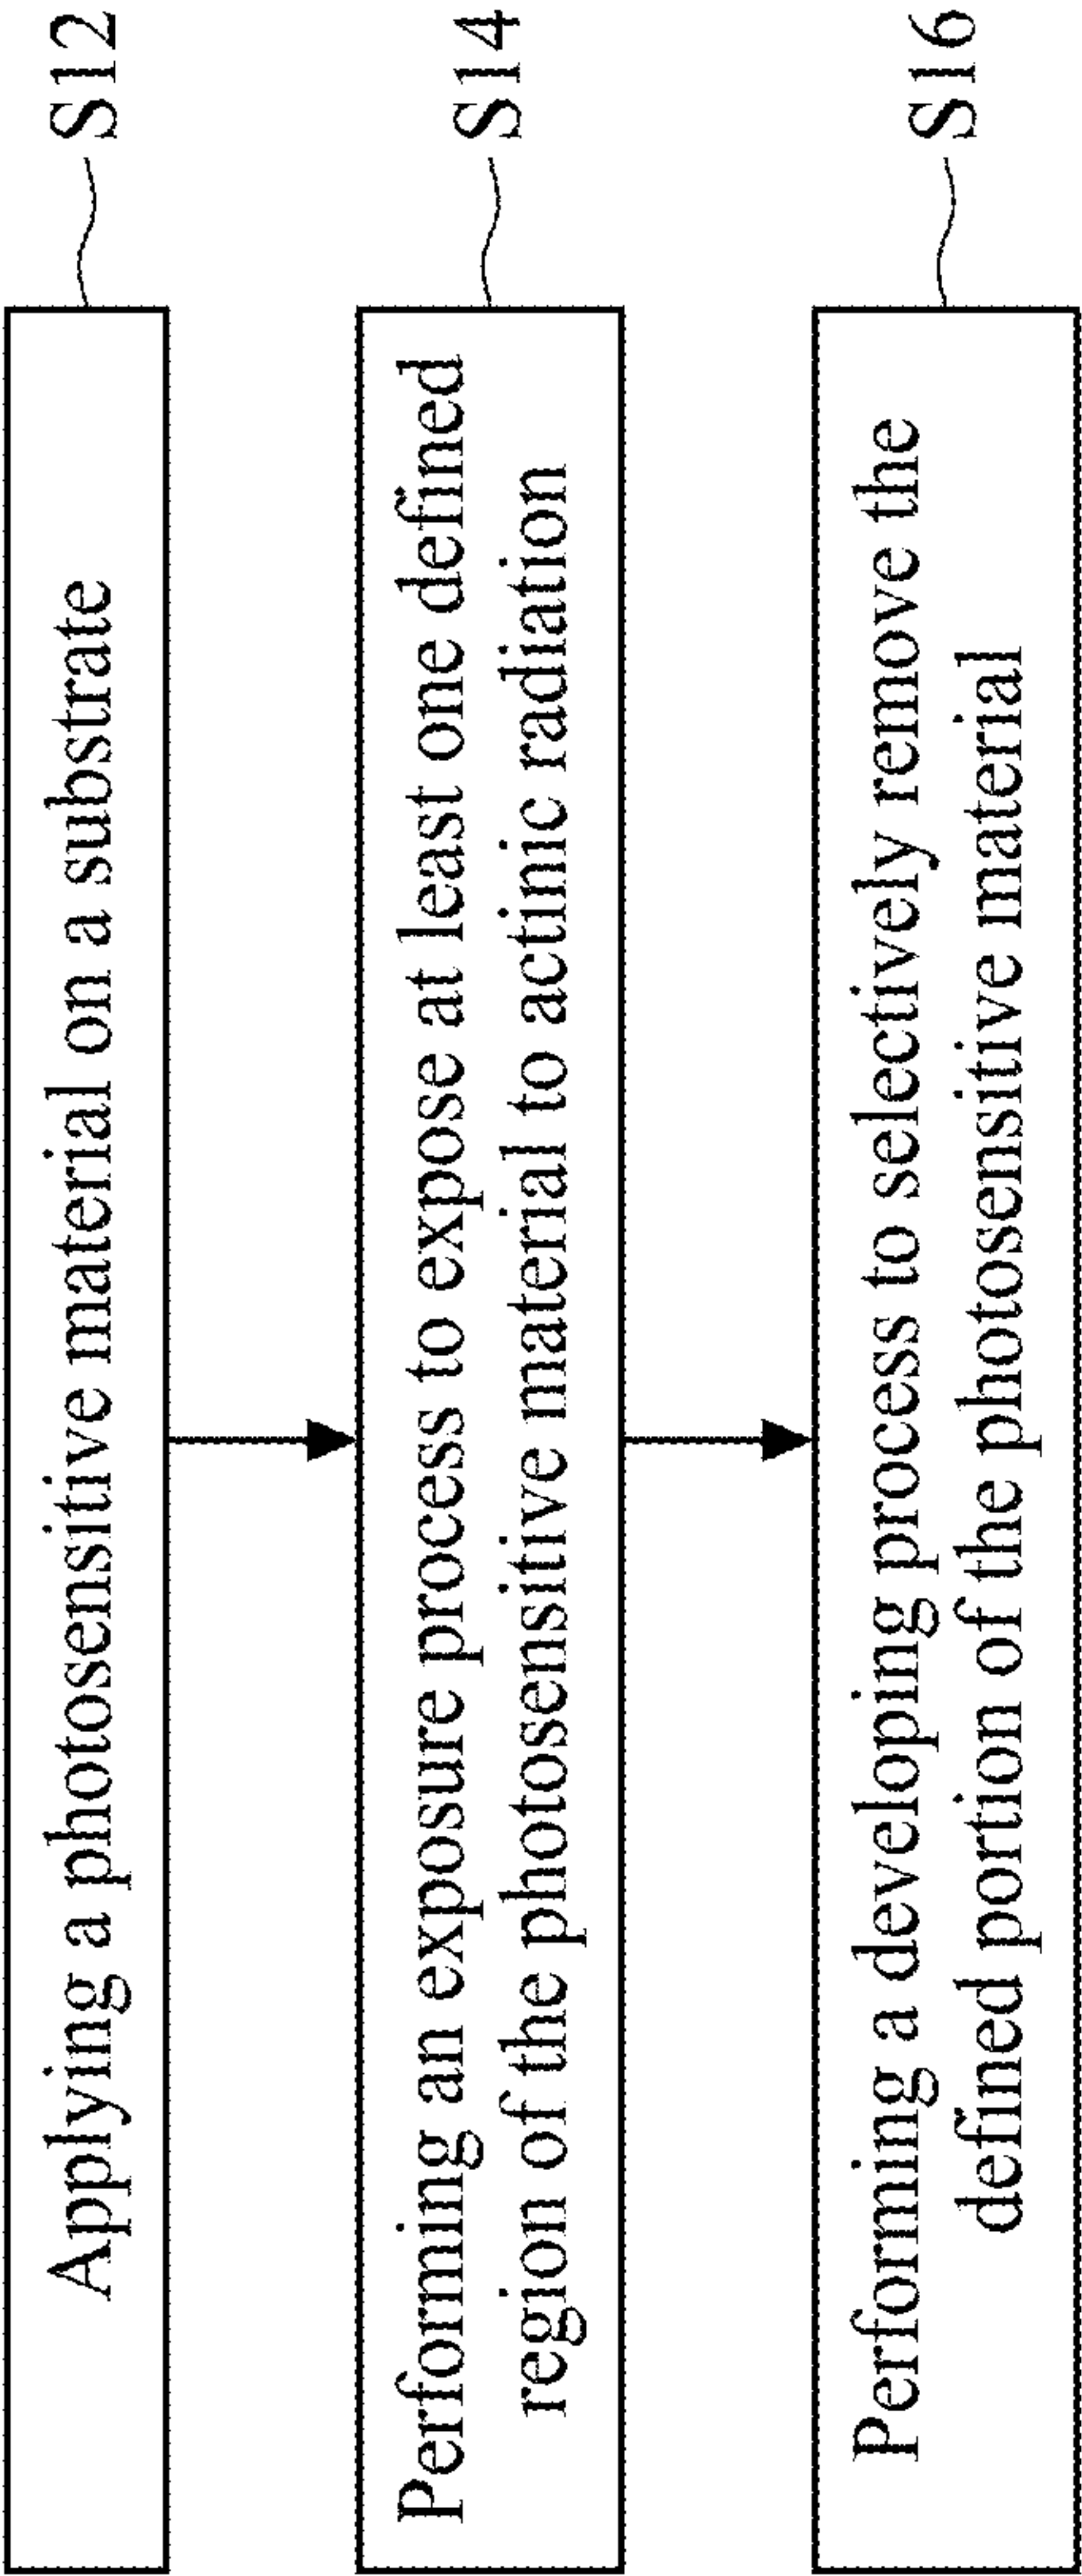 Applying a photosensitive material on a substrate
S12
Performing an exposure process to expose at least one defined
region of the photosensitive material to actinic radiation
S14
Performing a developing process to selectively remove the
defined portion of the photosensitive material
S16